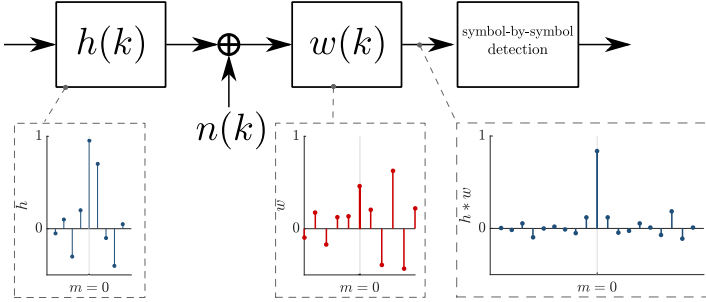 h(k)
w(k)
symbol-by-symbol
detection
n(k)
1
0
h
m = 0
1
0
w
m = 0
1
0
h * w
m = 0